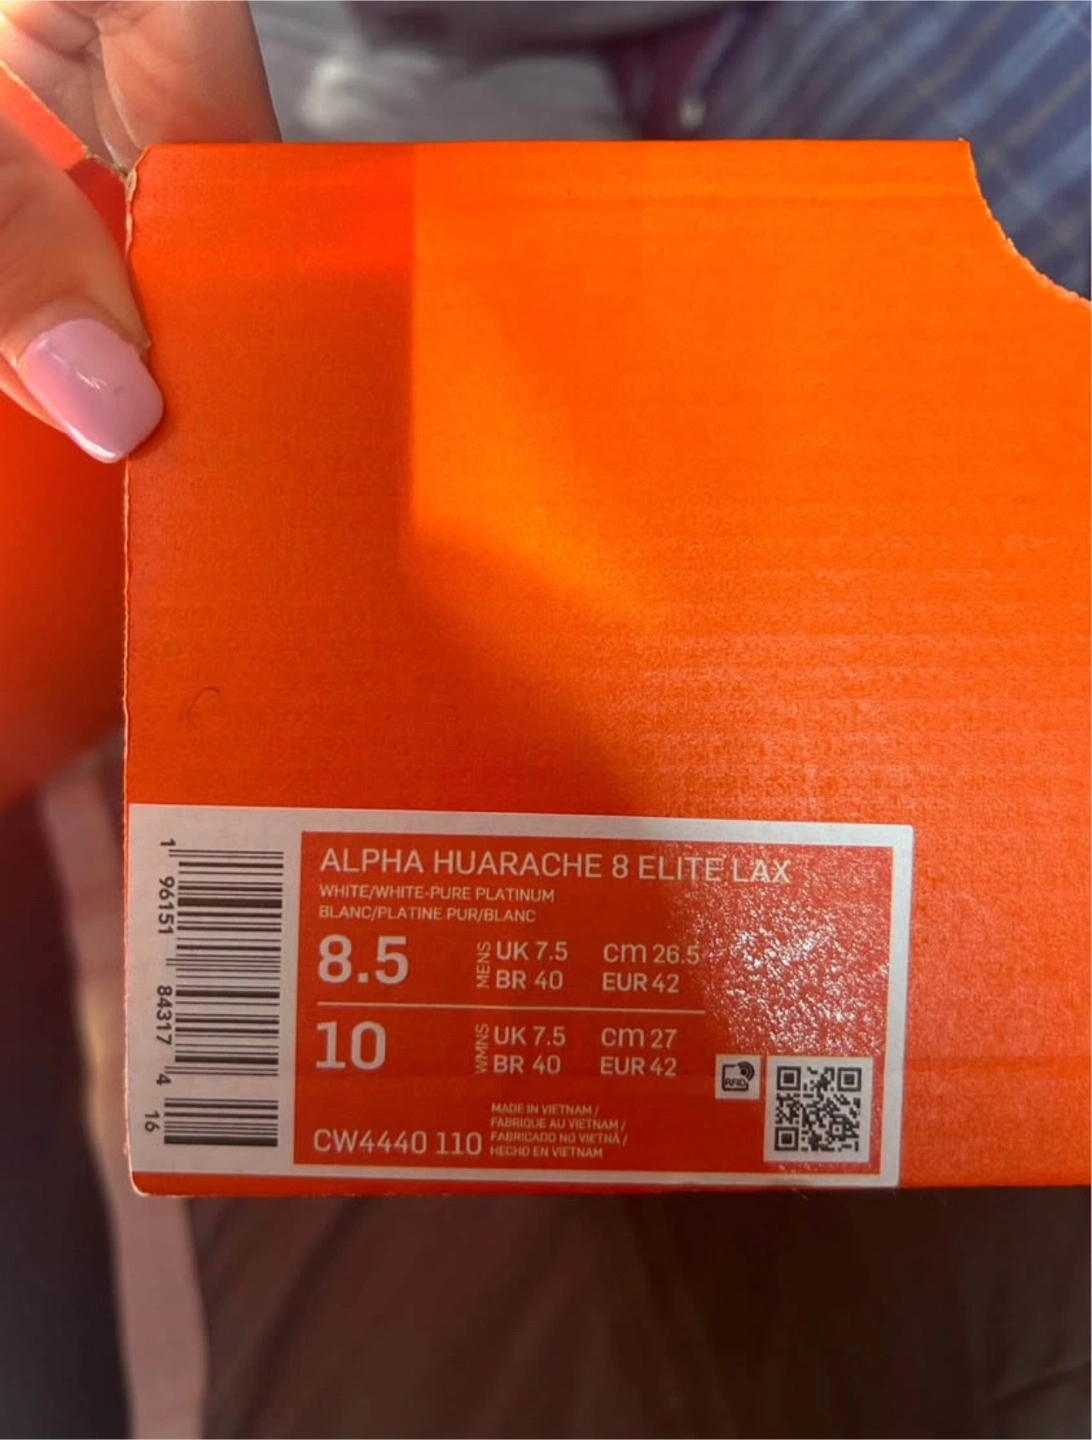 ALPHA HUARACHE 8 ELITE LAX
WHITE/WHITE-PURE PLATINUM
BLANC/PLATINE PUR/BLANC
8.5 MENS UK 7.5 cm 26.5
BR 40 EUR 42
10 WMNS UK 7.5 cm 27
BR 40 EUR 42
RFID
MADE IN VIETNAM /
FABRIQUE AU VIETNAM /
FABRICADO NO VIETNÃ /
HECHO EN VIETNAM
CW4440 110
1 96151 84317 4 16